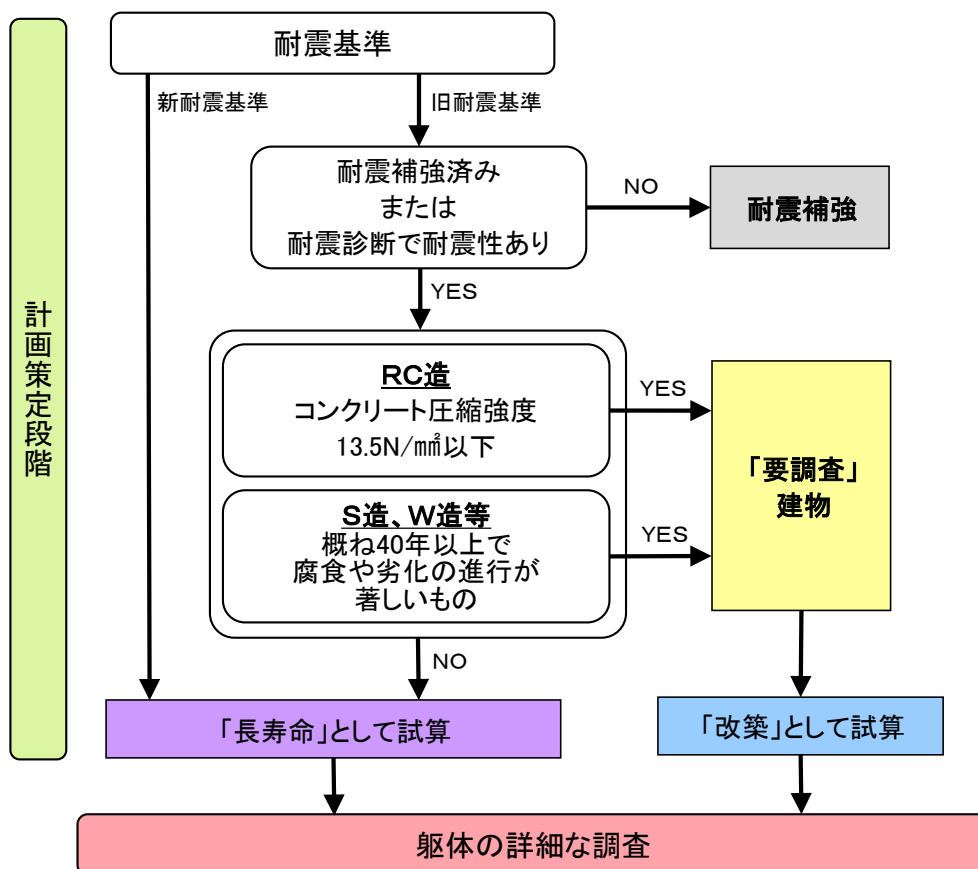 耐震基準
新耐震基準
旧耐震基準
耐震補強済み
または
耐震診断で耐震性あり
NO
耐震補強
YES
計画策定段階
RC造
コンクリート圧縮強度
13.5N/㎟以下
YES
「要調査」
建物
S造、W造等
概ね40年以上で
腐食や劣化の進行が
著しいもの
YES
NO
「長寿命」として試算
「改築」として試算
躯体の詳細な調査